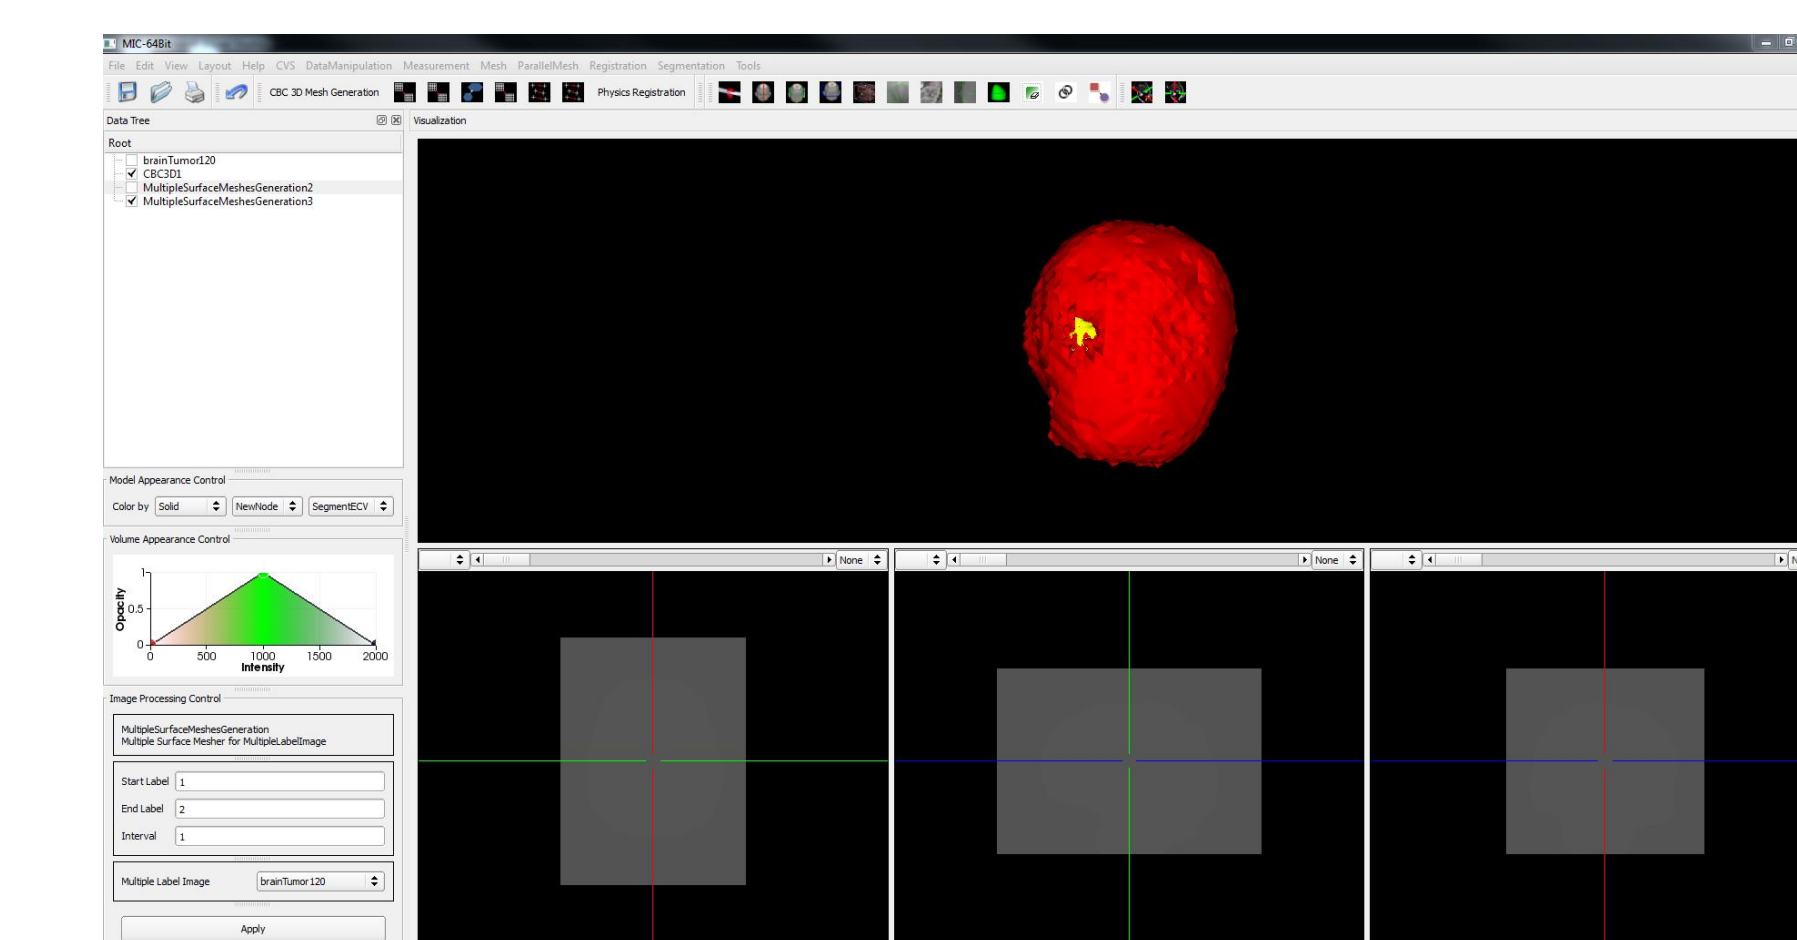 MIC-64Bit
File Edit View Layout Help CVS DataManipulation Measurement Mesh ParallelMesh Registration Segmentation Tools
CBC 3D Mesh Generation Physics Registration
Data Tree
Visualization
Root
brainTumor120
CBC3D1
MultipleSurfaceMeshesGeneration2
MultipleSurfaceMeshesGeneration3
Model Appearance Control
Color by Solid NewNode SegmentECV
Volume Appearance Control
1
0.5
0
Opacity
0 500 1000 1500 2000
Intensity
None None N
Image Processing Control
MultipleSurfaceMeshesGeneration
Multiple Surface Mesher for MultipleLabelImage
Start Label 1
End Label 2
Interval 1
Multiple Label Image brainTumor120
Apply